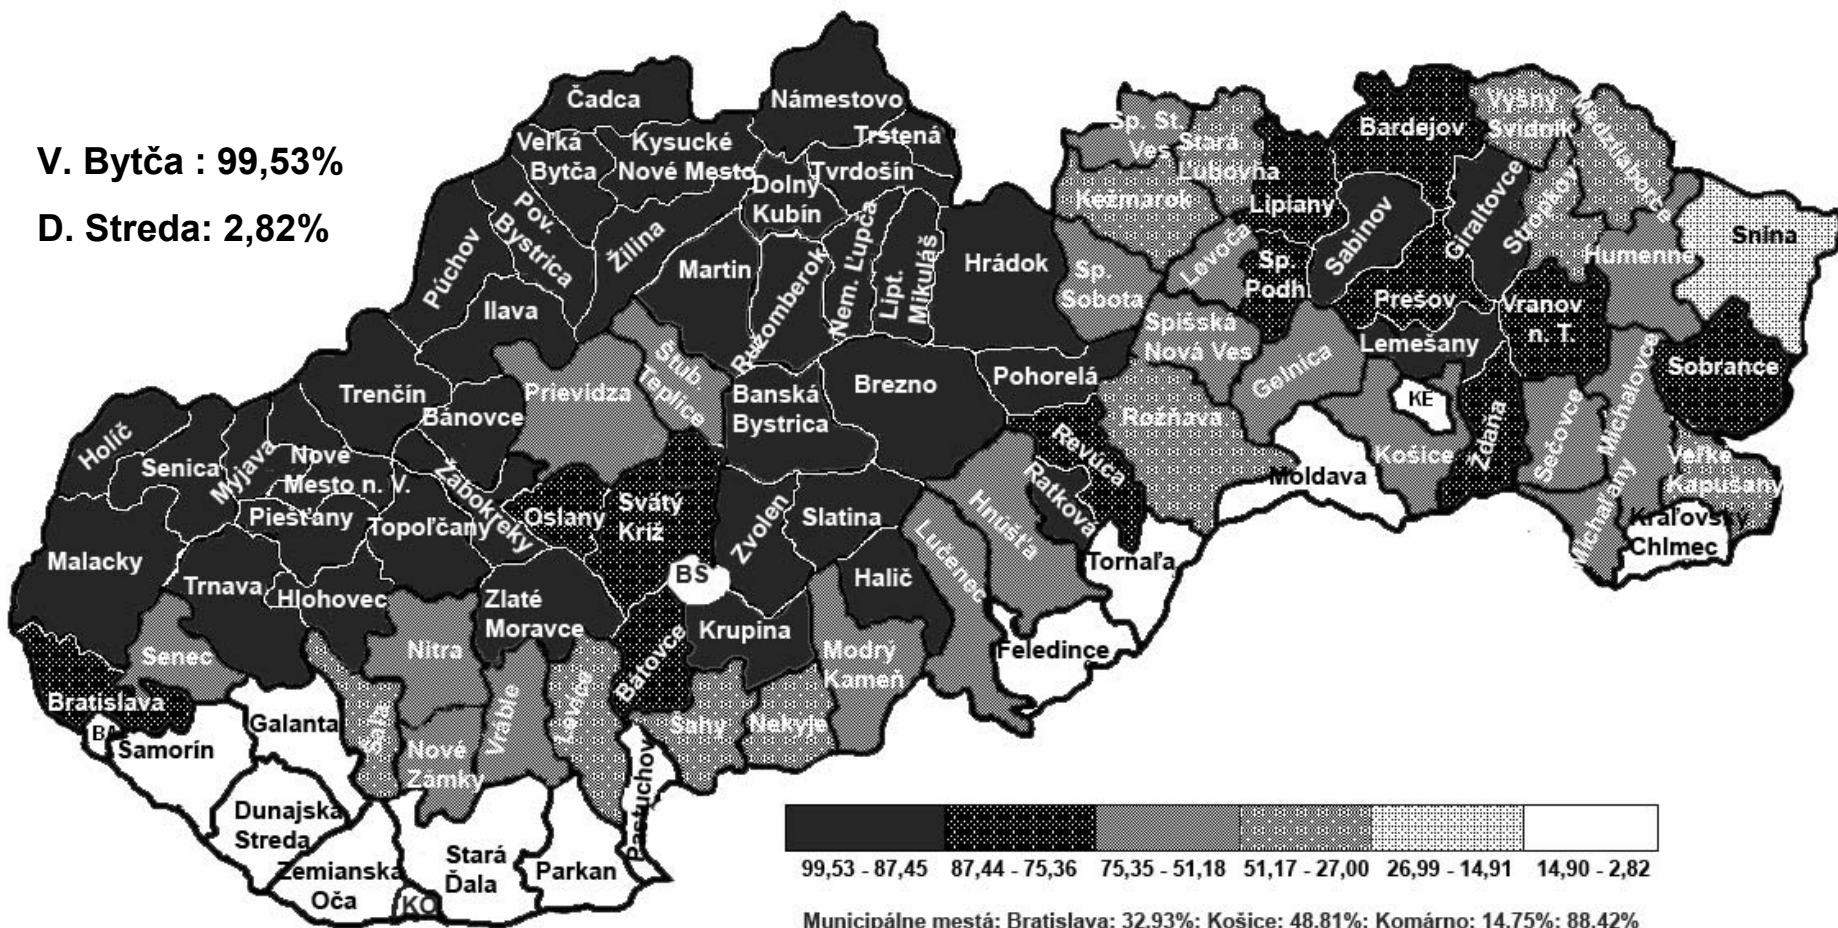 V. Bytča : 99,53%
D. Streda: 2,82%
Čadca
Námestovo
Trstená
Veľká
Bytča
Kysucké
Nové Mesto
Dolný
Kubín
Tvrdošín
Pov.
Bystrica
Púchov
Žilina
Martin
Ružomberok
Nem. Ľupča
Lipt.
Mikuláš
Hrádok
Ilava
Sp. St.
Ves
Stará
Ľubovňa
Kežmarok
Lipiany
Bardejov
Vyšný
Svidník
Medzilaborce
Stropkov
Giraltovce
Sabinov
Snina
Humenné
Levoča
Sp.
Podh
Sp.
Sobota
Prešov
Vranov
n. T.
Spišská
Nová Ves
Gelnica
Lemešany
Sobrance
Michalovce
Trenčín
Bánovce
Prievidza
Štub.
Teplice
Banská
Bystrica
Brezno
Pohorelá
Rožňava
Revúca
Ratková
Hnúšťa
Moldava
Košice
KE
Ždaňa
Sečovce
Michaľany
Veľké
Kapušany
Kráľovský
Chlmec
Holíč
Senica
Myjava
Nové
Mesto n. V.
Piešťany
Topoľčany
Žabokreky
Oslany
Svätý
Kríž
Zvolen
Slatina
Lučenec
Tornaľa
Malacky
Trnava
Hlohovec
Zlaté
Moravce
BŠ
Halič
Krupina
Modrý
Kameň
Feledince
Senec
Nitra
Bátovce
Bratislava
Galanta
Šaľa
Vráble
Levice
Šahy
Nekyje
BA
Šamorín
Nové
Zámky
Pastuchov
Dunajská
Streda
Zemianska
Oča
KO
Stará
Ďala
Parkan
99,53 - 87,45 87,44 - 75,36 75,35 - 51,18 51,17 - 27,00 26,99 - 14,91 14,90 - 2,82
Municipálne mestá: Bratislava: 32,93%; Košice: 48,81%; Komárno: 14,75%; 88,42%